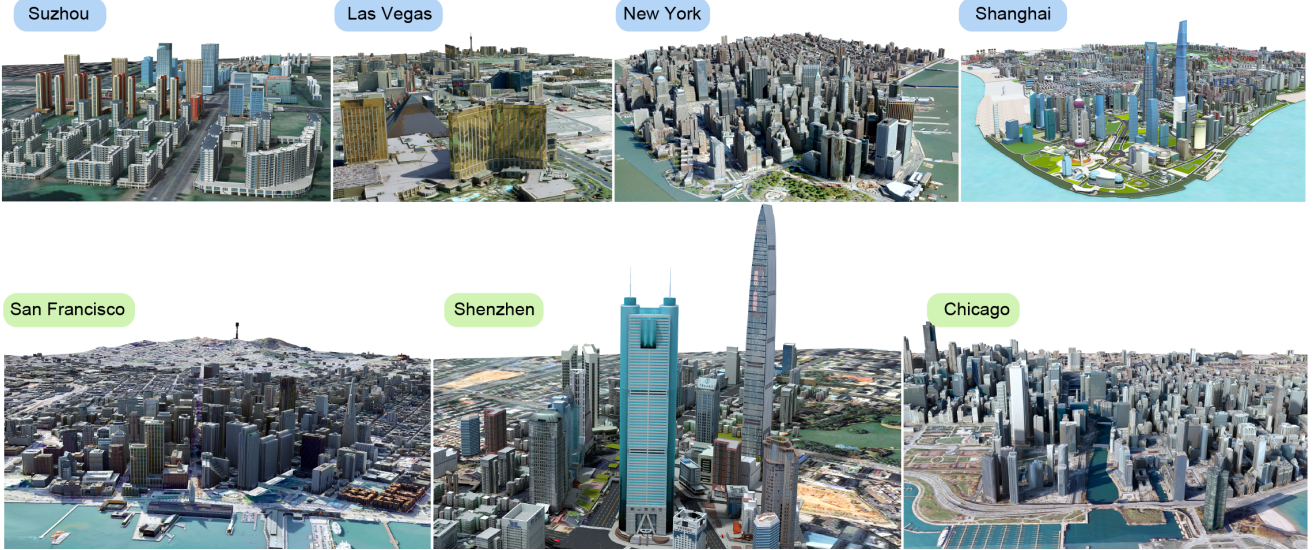 Suzhou
Las Vegas
New York
Shanghai
San Francisco
Shenzhen
Chicago